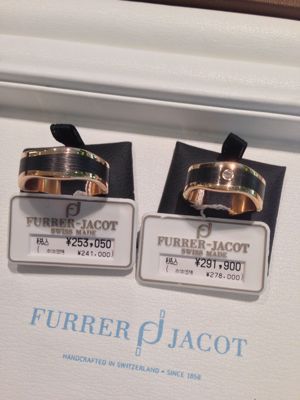 FURRER-JACOT
SWISS MADE
税込 ¥253,050
¥241,000
FURRER-JACOT
SWISS MADE
税込 ¥291,900
¥278,000
FURRER JACOT
HANDCRAFTED IN SWITZERLAND • SINCE 1858